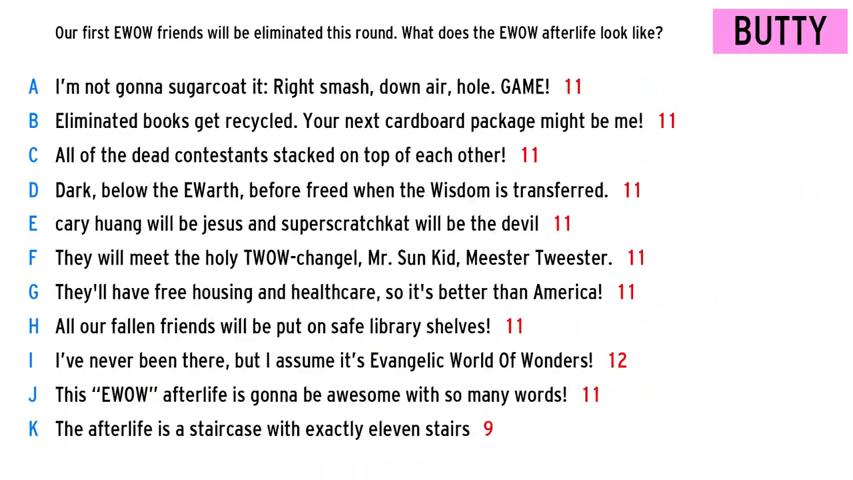 Our first EWOW friends will be eliminated this round. What does the EWOW afterlife look like?
BUTTY
A I'm not gonna sugarcoat it: Right smash, down air, hole. GAME! 11
B Eliminated books get recycled. Your next cardboard package might be me! 11
C All of the dead contestants stacked on top of each other! 11
D Dark, below the EWarth, before freed when the Wisdom is transferred. 11
E cary huang will be jesus and superscratchkat will be the devil 11
F They will meet the holy TWOW-changel, Mr. Sun Kid, Meester Tweester. 11
G They'll have free housing and healthcare, so it's better than America! 11
H All our fallen friends will be put on safe library shelves! 11
I I've never been there, but I assume it's Evangelic World Of Wonders! 12
J This “EWOW” afterlife is gonna be awesome with so many words! 11
K The afterlife is a staircase with exactly eleven stairs 9